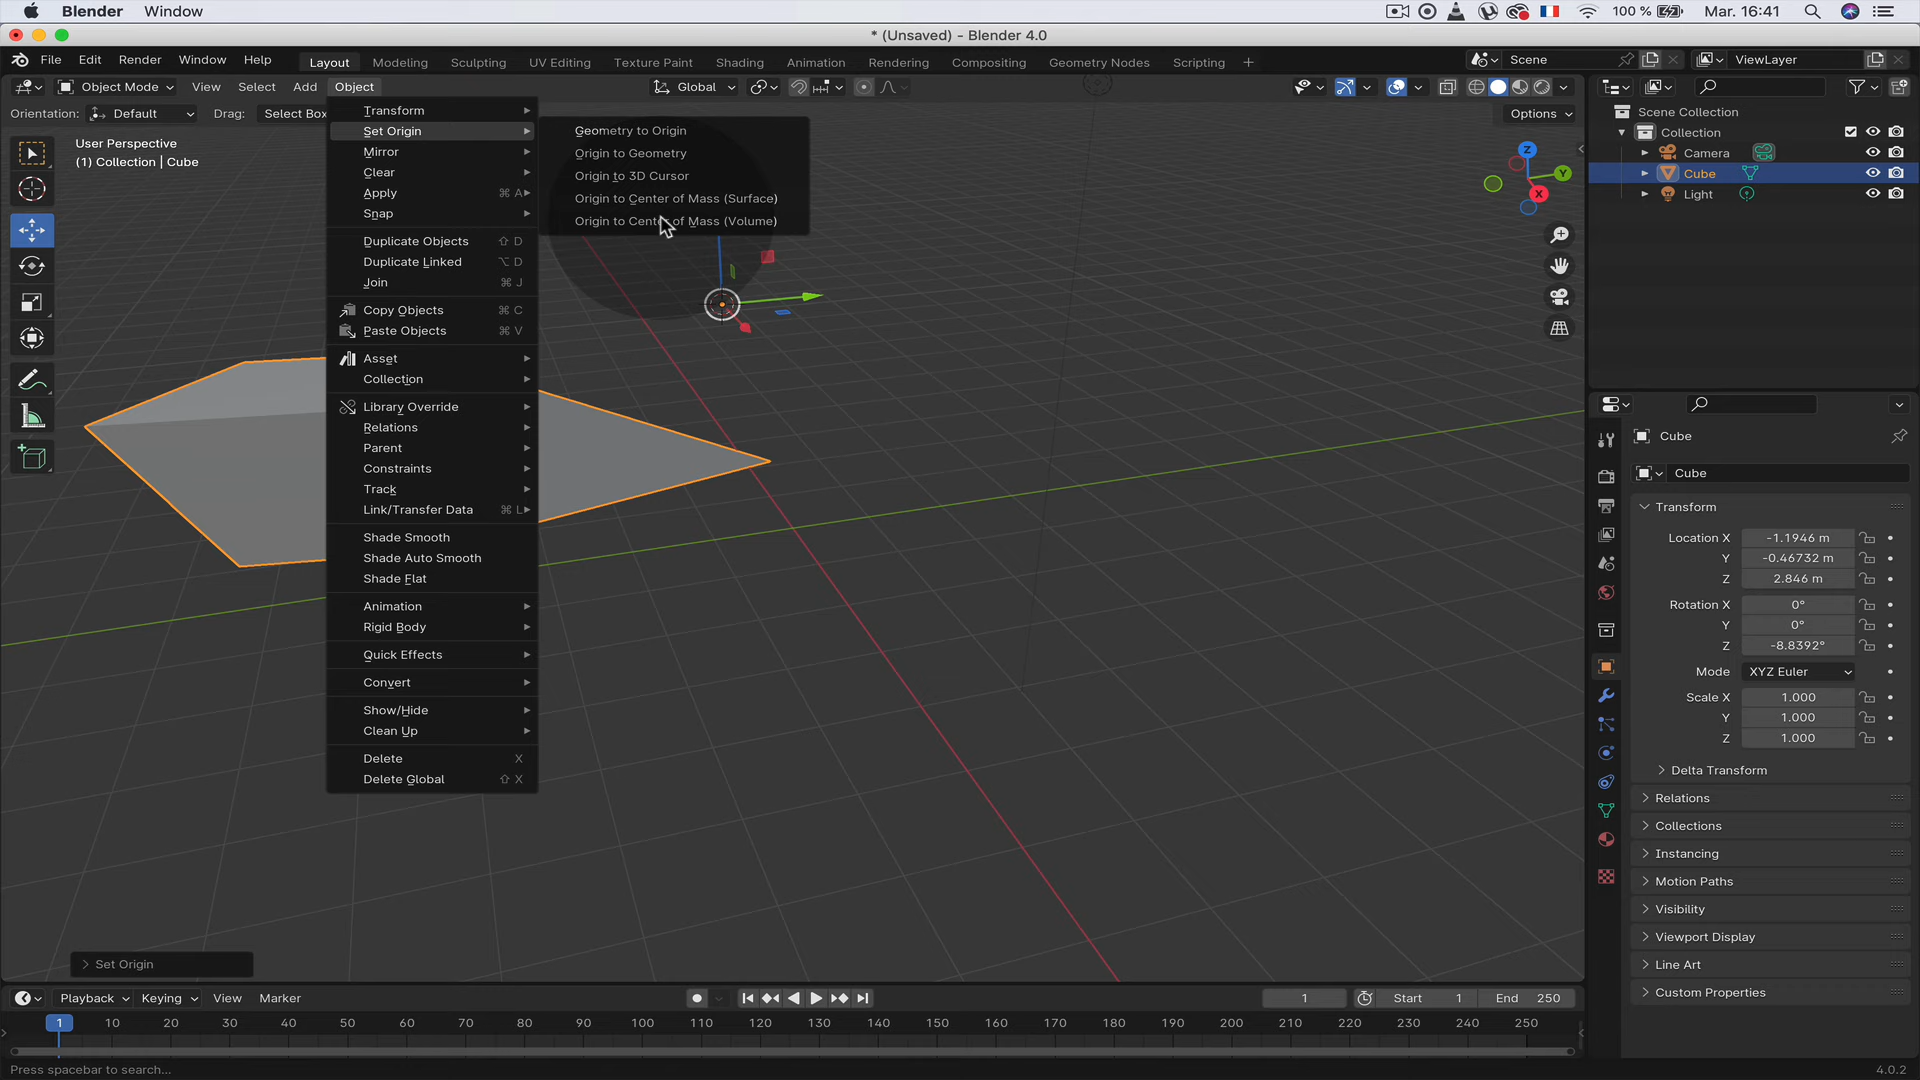 Blender Window
100 % Mar. 16:41
* (Unsaved) - Blender 4.0
File Edit Render Window Help
Layout Modeling Sculpting UV Editing Texture Paint Shading Animation Rendering Compositing Geometry Nodes Scripting +
Scene ViewLayer
Object Mode View Select Add Object
Global
Orientation: Default Drag: Select Box
Options
User Perspective
(1) Collection | Cube
Transform
Set Origin
Mirror
Clear
Apply ⌘ A
Snap
Duplicate Objects ⇧ D
Duplicate Linked ⌥ D
Join ⌘ J
Copy Objects ⌘ C
Paste Objects ⌘ V
Asset
Collection
Library Override
Relations
Parent
Constraints
Track
Link/Transfer Data ⌘ L
Shade Smooth
Shade Auto Smooth
Shade Flat
Animation
Rigid Body
Quick Effects
Convert
Show/Hide
Clean Up
Delete X
Delete Global ⇧ X
Geometry to Origin
Origin to Geometry
Origin to 3D Cursor
Origin to Center of Mass (Surface)
Origin to Center of Mass (Volume)
Z
Y
X
Scene Collection
Collection
Camera
Cube
Light
Cube
Cube
Transform
Location X -1.1946 m
Y -0.46732 m
Z 2.846 m
Rotation X 0°
Y 0°
Z -8.8392°
Mode XYZ Euler
Scale X 1.000
Y 1.000
Z 1.000
Delta Transform
Relations
Collections
Instancing
Motion Paths
Visibility
Viewport Display
Line Art
Custom Properties
Set Origin
Playback Keying View Marker
1 Start 1 End 250
1 10 20 30 40 50 60 70 80 90 100 110 120 130 140 150 160 170 180 190 200 210 220 230 240 250
Press spacebar to search...
4.0.2